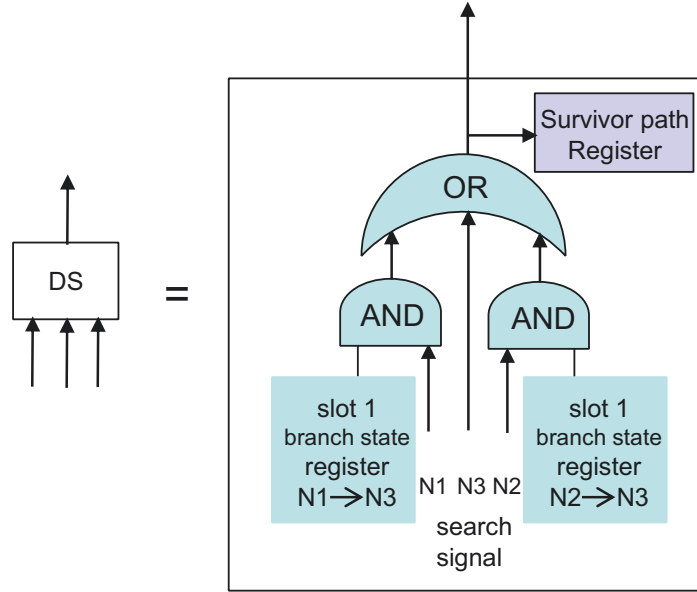 Survivor path
Register
OR
DS
=
AND
AND
slot 1
branch state
register
N1→N3
N1 N3 N2
search
signal
slot 1
branch state
register
N2→N3